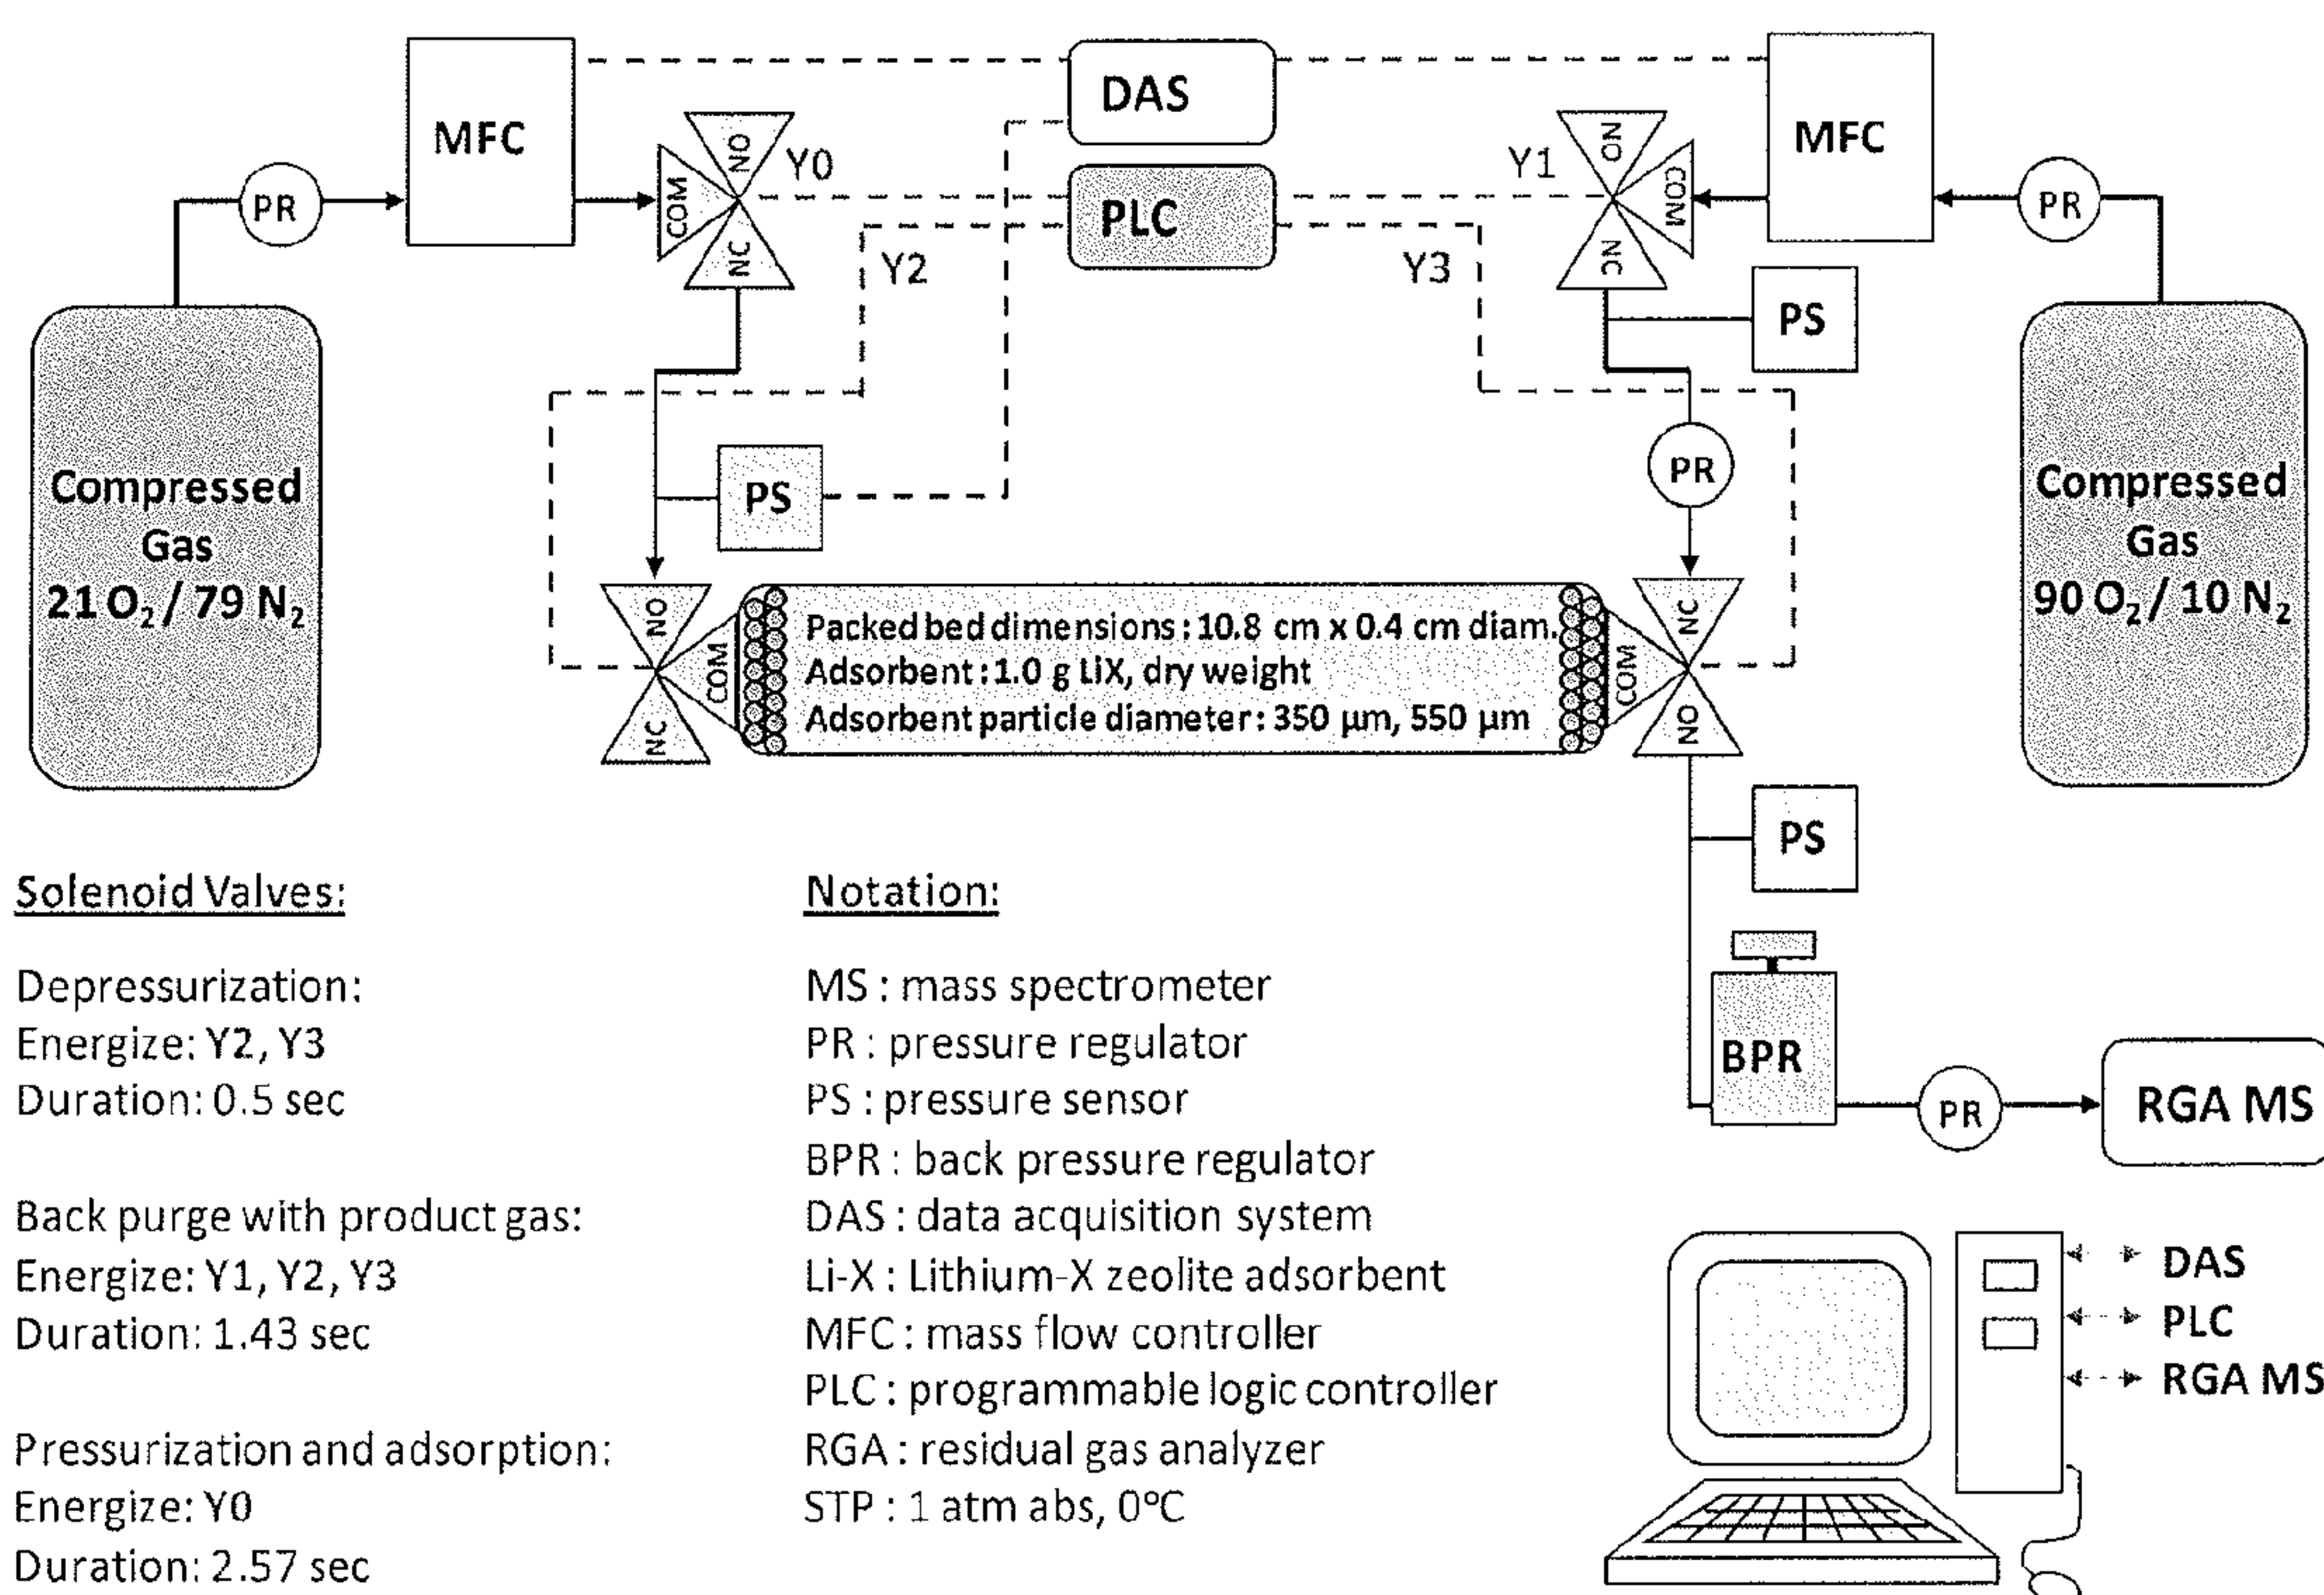 DAS
MFC
MFC
NO
COM
NC
Y0
Y1
NO
COM
NC
PR
PR
PLC
Y2
Y3
PS
Compressed
Gas
21 O₂ / 79 N₂
PS
PR
Compressed
Gas
90 O₂ / 10 N₂
NO
COM
NC
Packed bed dimensions : 10.8 cm x 0.4 cm diam.
Adsorbent : 1.0 g LiX, dry weight
Adsorbent particle diameter : 350 µm, 550 µm
NC
COM
NO
PS
BPR
PR
RGA MS
Solenoid Valves:
Depressurization:
Energize: Y2, Y3
Duration: 0.5 sec
Back purge with product gas:
Energize: Y1, Y2, Y3
Duration: 1.43 sec
Pressurization and adsorption:
Energize: Y0
Duration: 2.57 sec
Notation:
MS : mass spectrometer
PR : pressure regulator
PS : pressure sensor
BPR : back pressure regulator
DAS : data acquisition system
Li-X : Lithium-X zeolite adsorbent
MFC : mass flow controller
PLC : programmable logic controller
RGA : residual gas analyzer
STP : 1 atm abs, 0°C
DAS
PLC
RGA MS